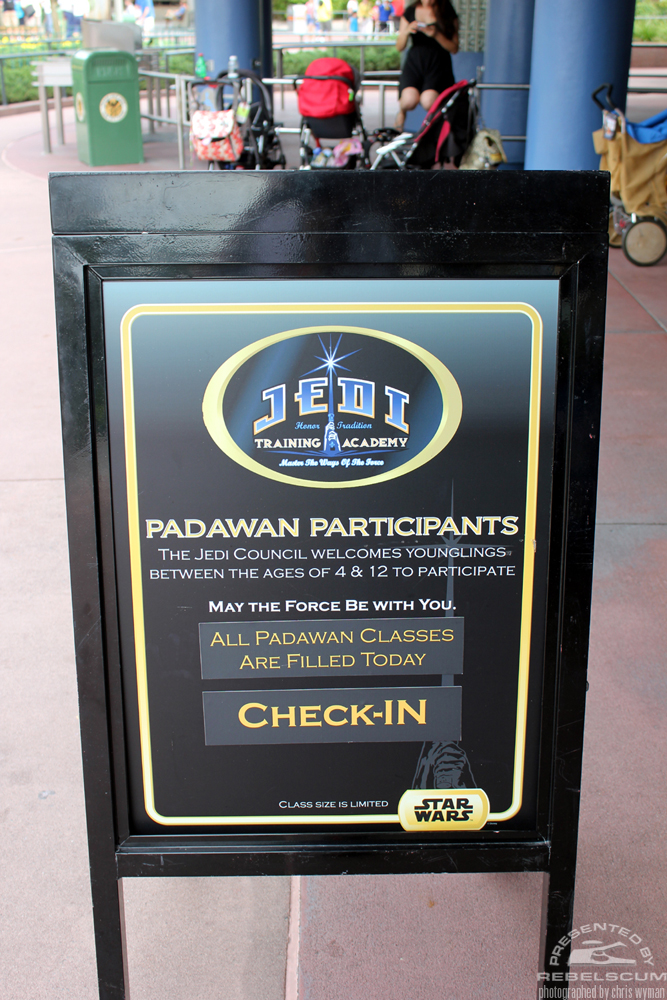 JEDI
Honor Tradition
TRAINING ACADEMY
Master The Ways Of The Force
PADAWAN PARTICIPANTS
THE JEDI COUNCIL WELCOMES YOUNGLINGS
BETWEEN THE AGES OF 4 & 12 TO PARTICIPATE
MAY THE FORCE BE WITH YOU.
ALL PADAWAN CLASSES
ARE FILLED TODAY
CHECK-IN
CLASS SIZE IS LIMITED
STAR
WARS
PRESENTED BY
REBELSCUM
photographed by chris wyman